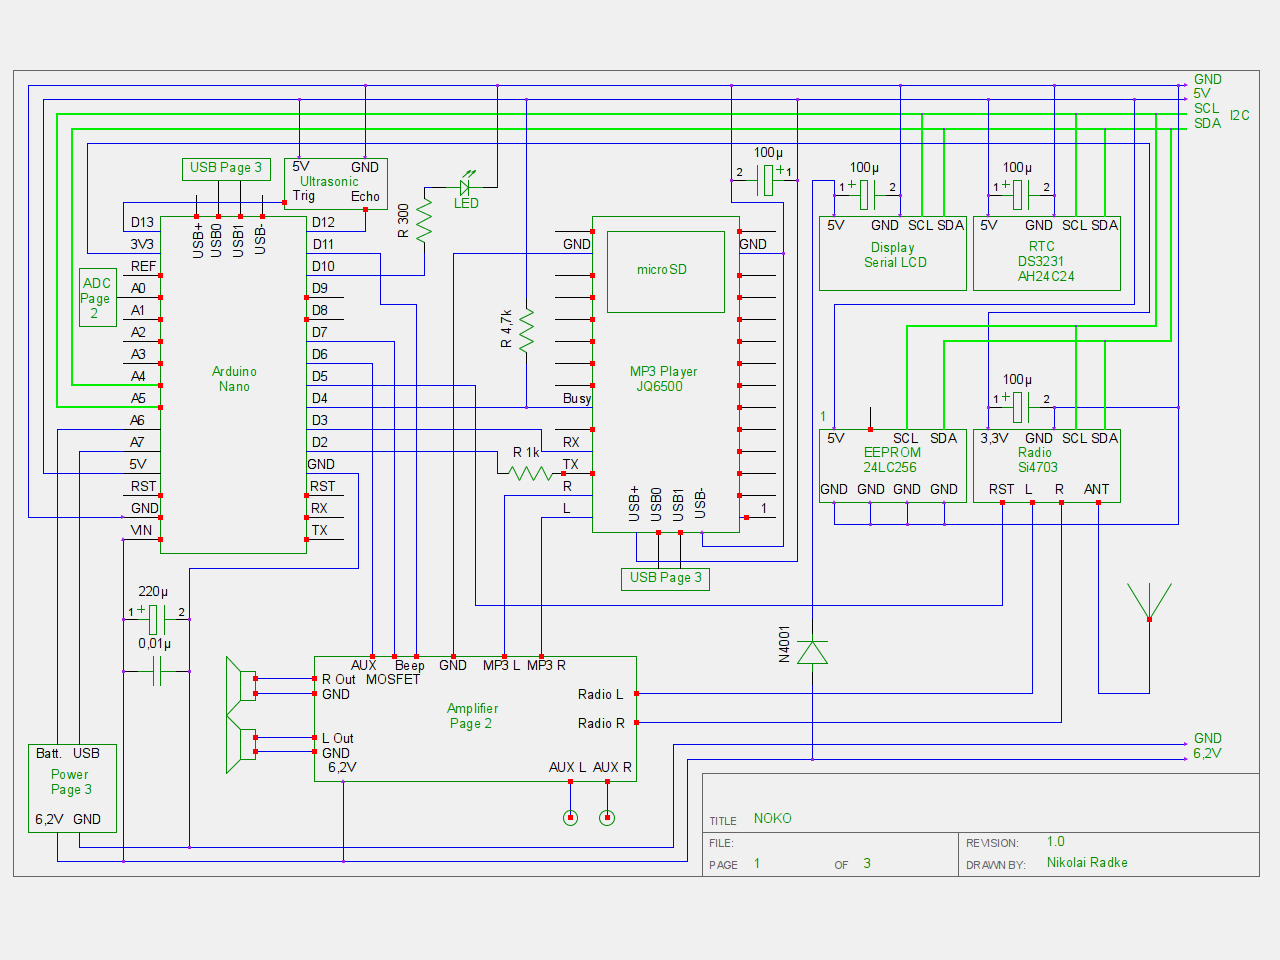 GND
5V
SCL
SDA
I2C
USB Page 3
5V GND
Ultrasonic
Trig Echo
LED
R 300
100µ
2 + 1
100µ
1 + 2
100µ
1 + 2
D13
3V3
REF
A0
A1
A2
A3
A4
A5
A6
A7
5V
RST
GND
VIN
USB+
USB0
USB1
USB-
D12
D11
D10
D9
D8
D7
D6
D5
D4
D3
D2
GND
RST
RX
TX
Arduino
Nano
ADC
Page
2
R 4,7k
R 1k
GND
GND
microSD
MP3 Player
JQ6500
Busy
RX
TX
R
L
USB+
USB0
USB1
USB-
1
USB Page 3
5V GND SCL SDA
Display
Serial LCD
5V GND SCL SDA
RTC
DS3231
AH24C24
100µ
1 + 2
1
5V SCL SDA
EEPROM
24LC256
GND GND GND GND
3,3V GND SCL SDA
Radio
Si4703
RST L R ANT
220µ
1 + 2
0,01µ
N4001
AUX Beep GND MP3 L MP3 R
MOSFET
R Out
GND
L Out
GND
6,2V
Amplifier
Page 2
Radio L
Radio R
AUX L AUX R
Batt. USB
Power
Page 3
6,2V GND
GND
6,2V
TITLE NOKO
FILE:
PAGE 1 OF 3
REVISION: 1.0
DRAWN BY: Nikolai Radke